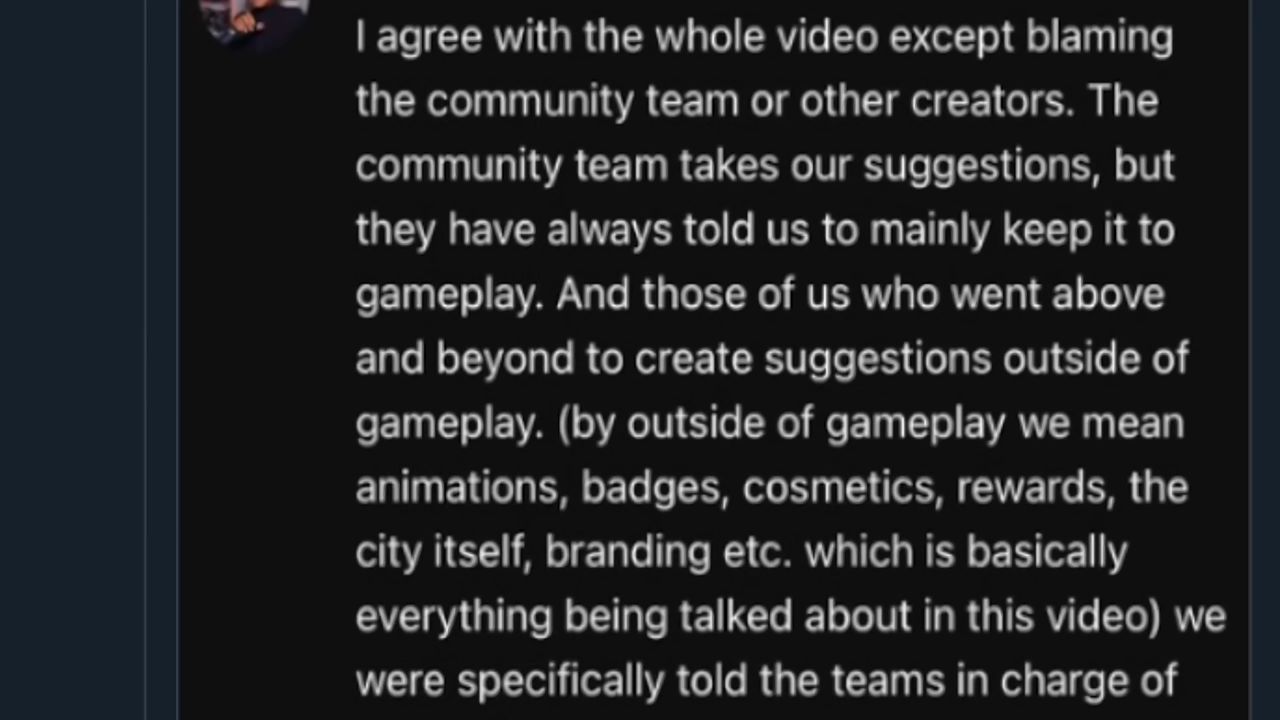 I agree with the whole video except blaming
the community team or other creators. The
community team takes our suggestions, but
they have always told us to mainly keep it to
gameplay. And those of us who went above
and beyond to create suggestions outside of
gameplay. (by outside of gameplay we mean
animations, badges, cosmetics, rewards, the
city itself, branding etc. which is basically
everything being talked about in this video) we
were specifically told the teams in charge of